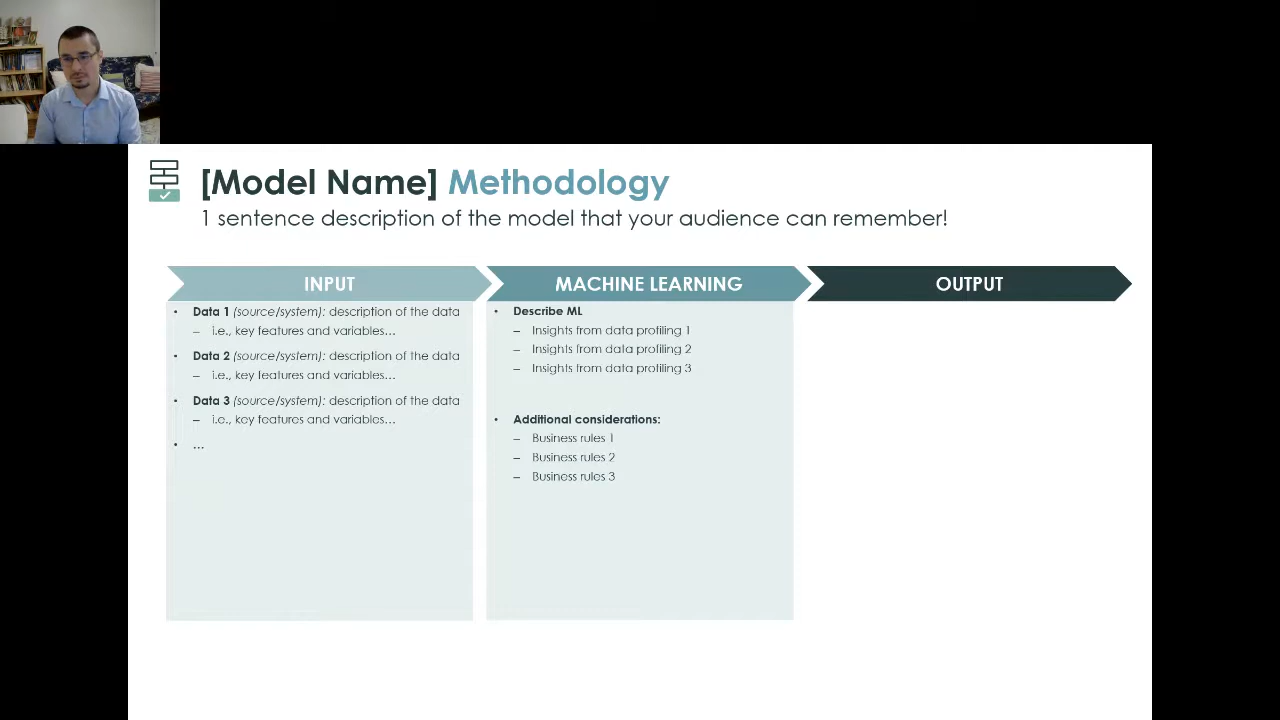 [Model Name] Methodology
1 sentence description of the model that your audience can remember!
INPUT
MACHINE LEARNING
OUTPUT
• Data 1 (source/system): description of the data
– i.e., key features and variables...
• Data 2 (source/system): description of the data
– i.e., key features and variables...
• Data 3 (source/system): description of the data
– i.e., key features and variables...
• ...
• Describe ML
– Insights from data profiling 1
– Insights from data profiling 2
– Insights from data profiling 3
• Additional considerations:
– Business rules 1
– Business rules 2
– Business rules 3